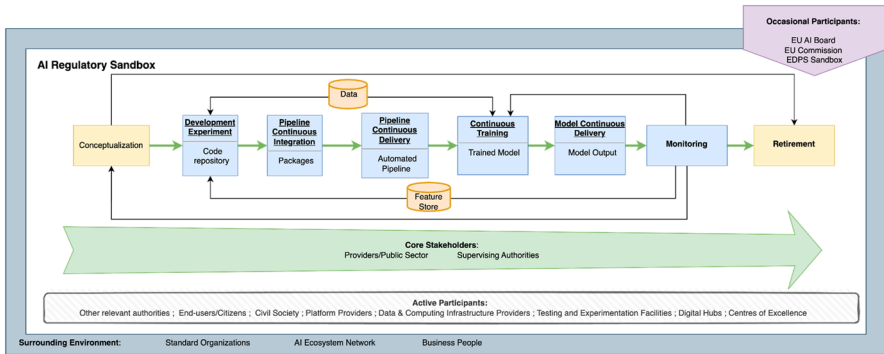 Occasional Participants:
EU AI Board
EU Commission
EDPS Sandbox
AI Regulatory Sandbox
Data
Conceptualization
Development
Experiment
Code
repository
Pipeline
Continuous
Integration
Packages
Pipeline
Continuous
Delivery
Automated
Pipeline
Continuous
Training
Trained Model
Model Continuous
Delivery
Model Output
Monitoring
Retirement
Feature
Store
Core Stakeholders:
Providers/Public Sector Supervising Authorities
Active Participants:
Other relevant authorities ; End-users/Citizens ; Civil Society ; Platform Providers ; Data & Computing Infrastructure Providers ; Testing and Experimentation Facilities ; Digital Hubs ; Centres of Excellence
Surrounding Environment: Standard Organizations AI Ecosystem Network Business People